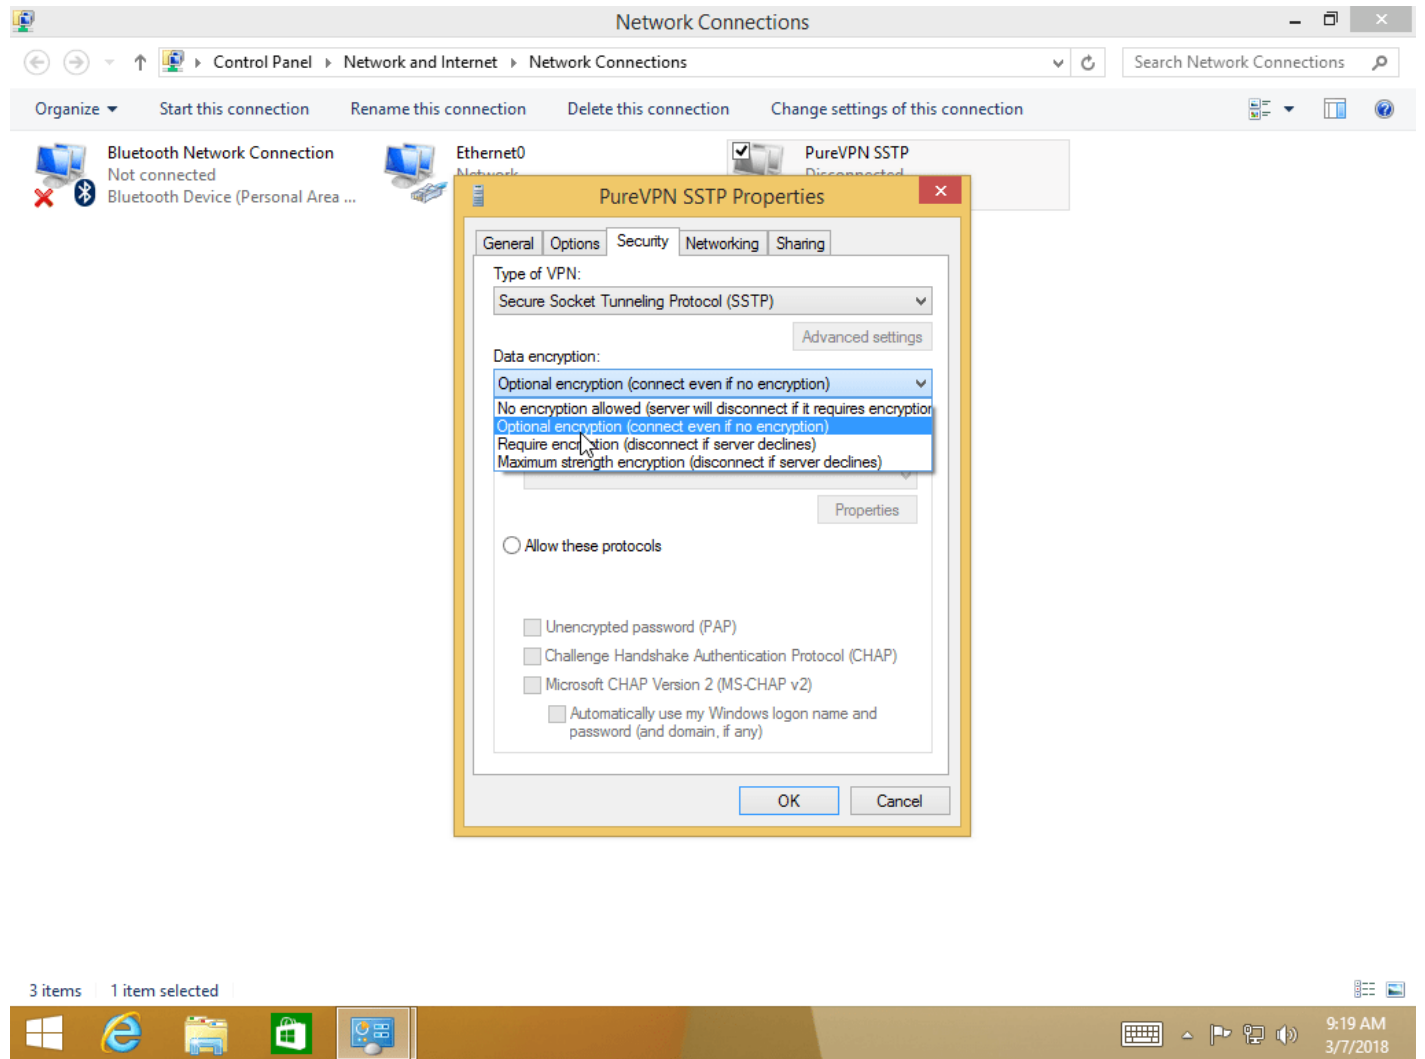 Network Connections
Control Panel Network and Internet Network Connections
Search Network Connections
Organize Start this connection Rename this connection Delete this connection Change settings of this connection
Bluetooth Network Connection
Not connected
Bluetooth Device (Personal Area ...
Ethernet0
Network
PureVPN SSTP
Disconnected
PureVPN SSTP Properties
General Options Security Networking Sharing
Type of VPN:
Secure Socket Tunneling Protocol (SSTP)
Advanced settings
Data encryption:
Optional encryption (connect even if no encryption)
No encryption allowed (server will disconnect if it requires encryption
Optional encryption (connect even if no encryption)
Require encryption (disconnect if server declines)
Maximum strength encryption (disconnect if server declines)
Properties
Allow these protocols
Unencrypted password (PAP)
Challenge Handshake Authentication Protocol (CHAP)
Microsoft CHAP Version 2 (MS-CHAP v2)
Automatically use my Windows logon name and
password (and domain, if any)
OK Cancel
3 items 1 item selected
9:19 AM
3/7/2018